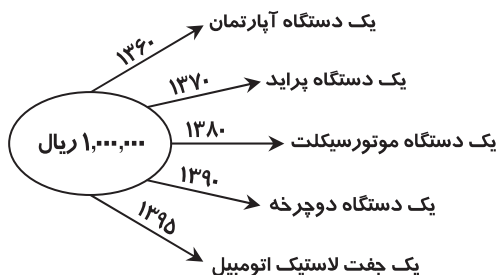 ۱۳۶۰
یک دستگاه آپارتمان
۱۳۷۰
یک دستگاه پراید
۱,۰۰۰,۰۰۰ ریال
۱۳۸۰
یک دستگاه موتورسیکلت
۱۳۹۰
یک دستگاه دوچرخه
۱۳۹۵
یک جفت لاستیک اتومبیل